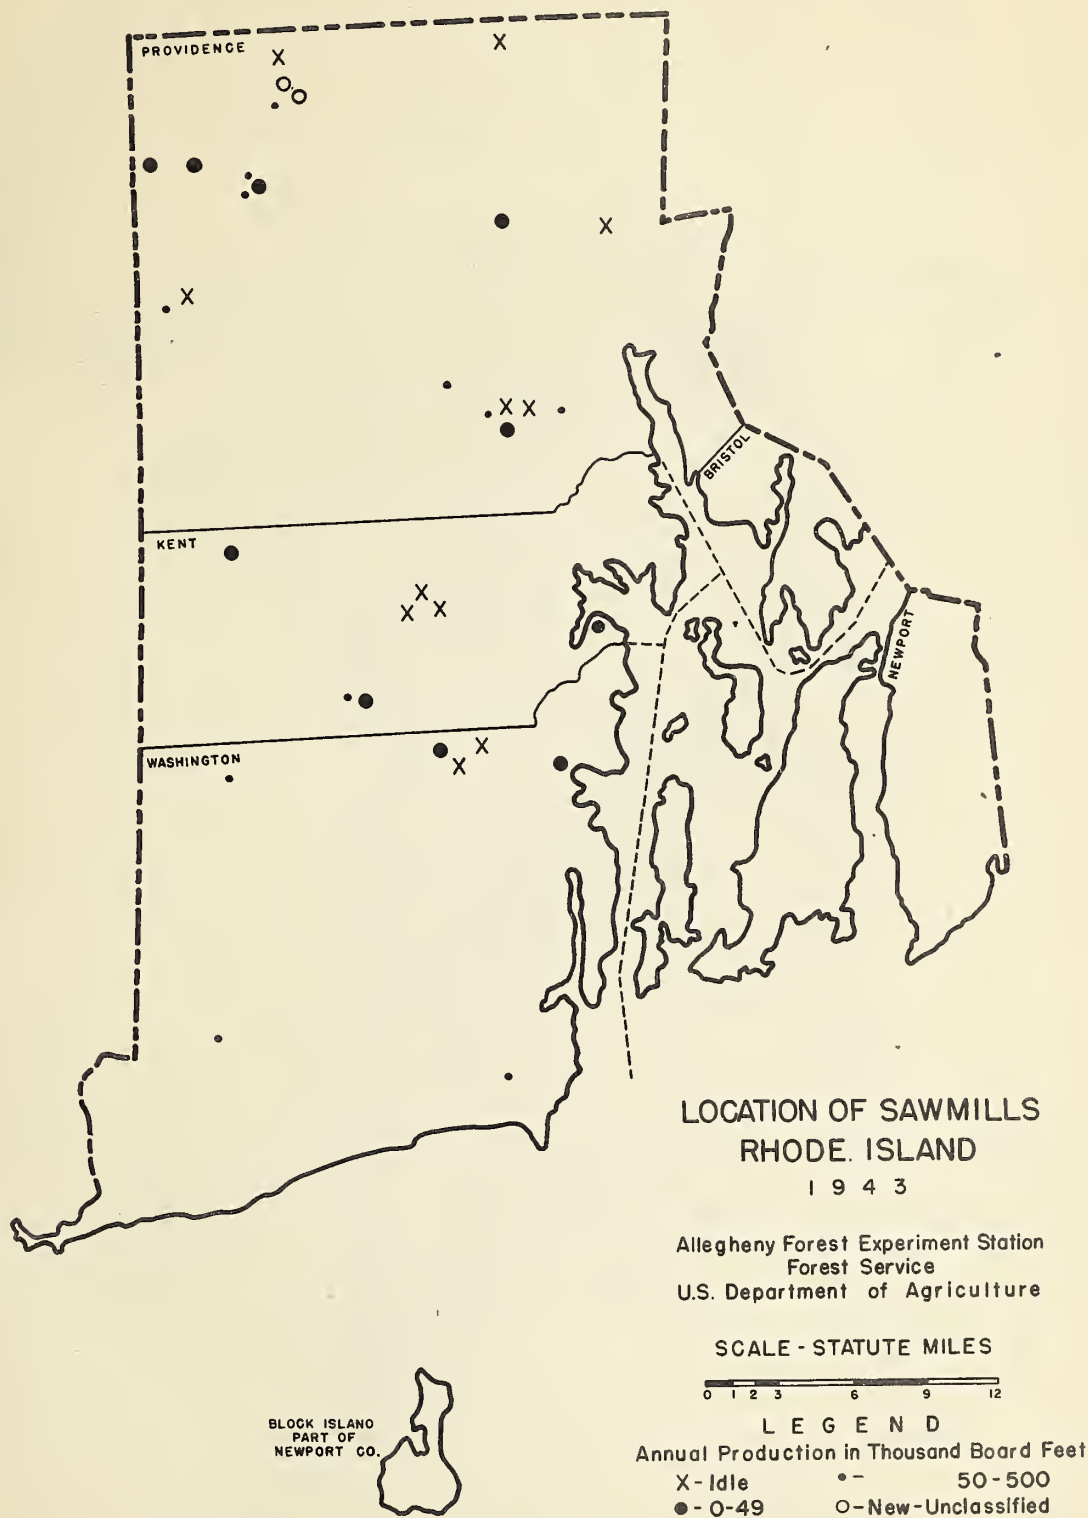 PROVIDENCE
BRISTOL
KENT
NEWPORT
WASHINGTON
LOCATION OF SAWMILLS
RHODE. ISLAND
1943
Allegheny Forest Experiment Station
Forest Service
U.S. Department of Agriculture
SCALE - STATUTE MILES
0 1 2 3 6 9 12
BLOCK ISLAND
PART OF
NEWPORT CO.
LEGEND
Annual Production in Thousand Board Feet
X - Idle • - 50-500
● - 0-49 O - New - Unclassified